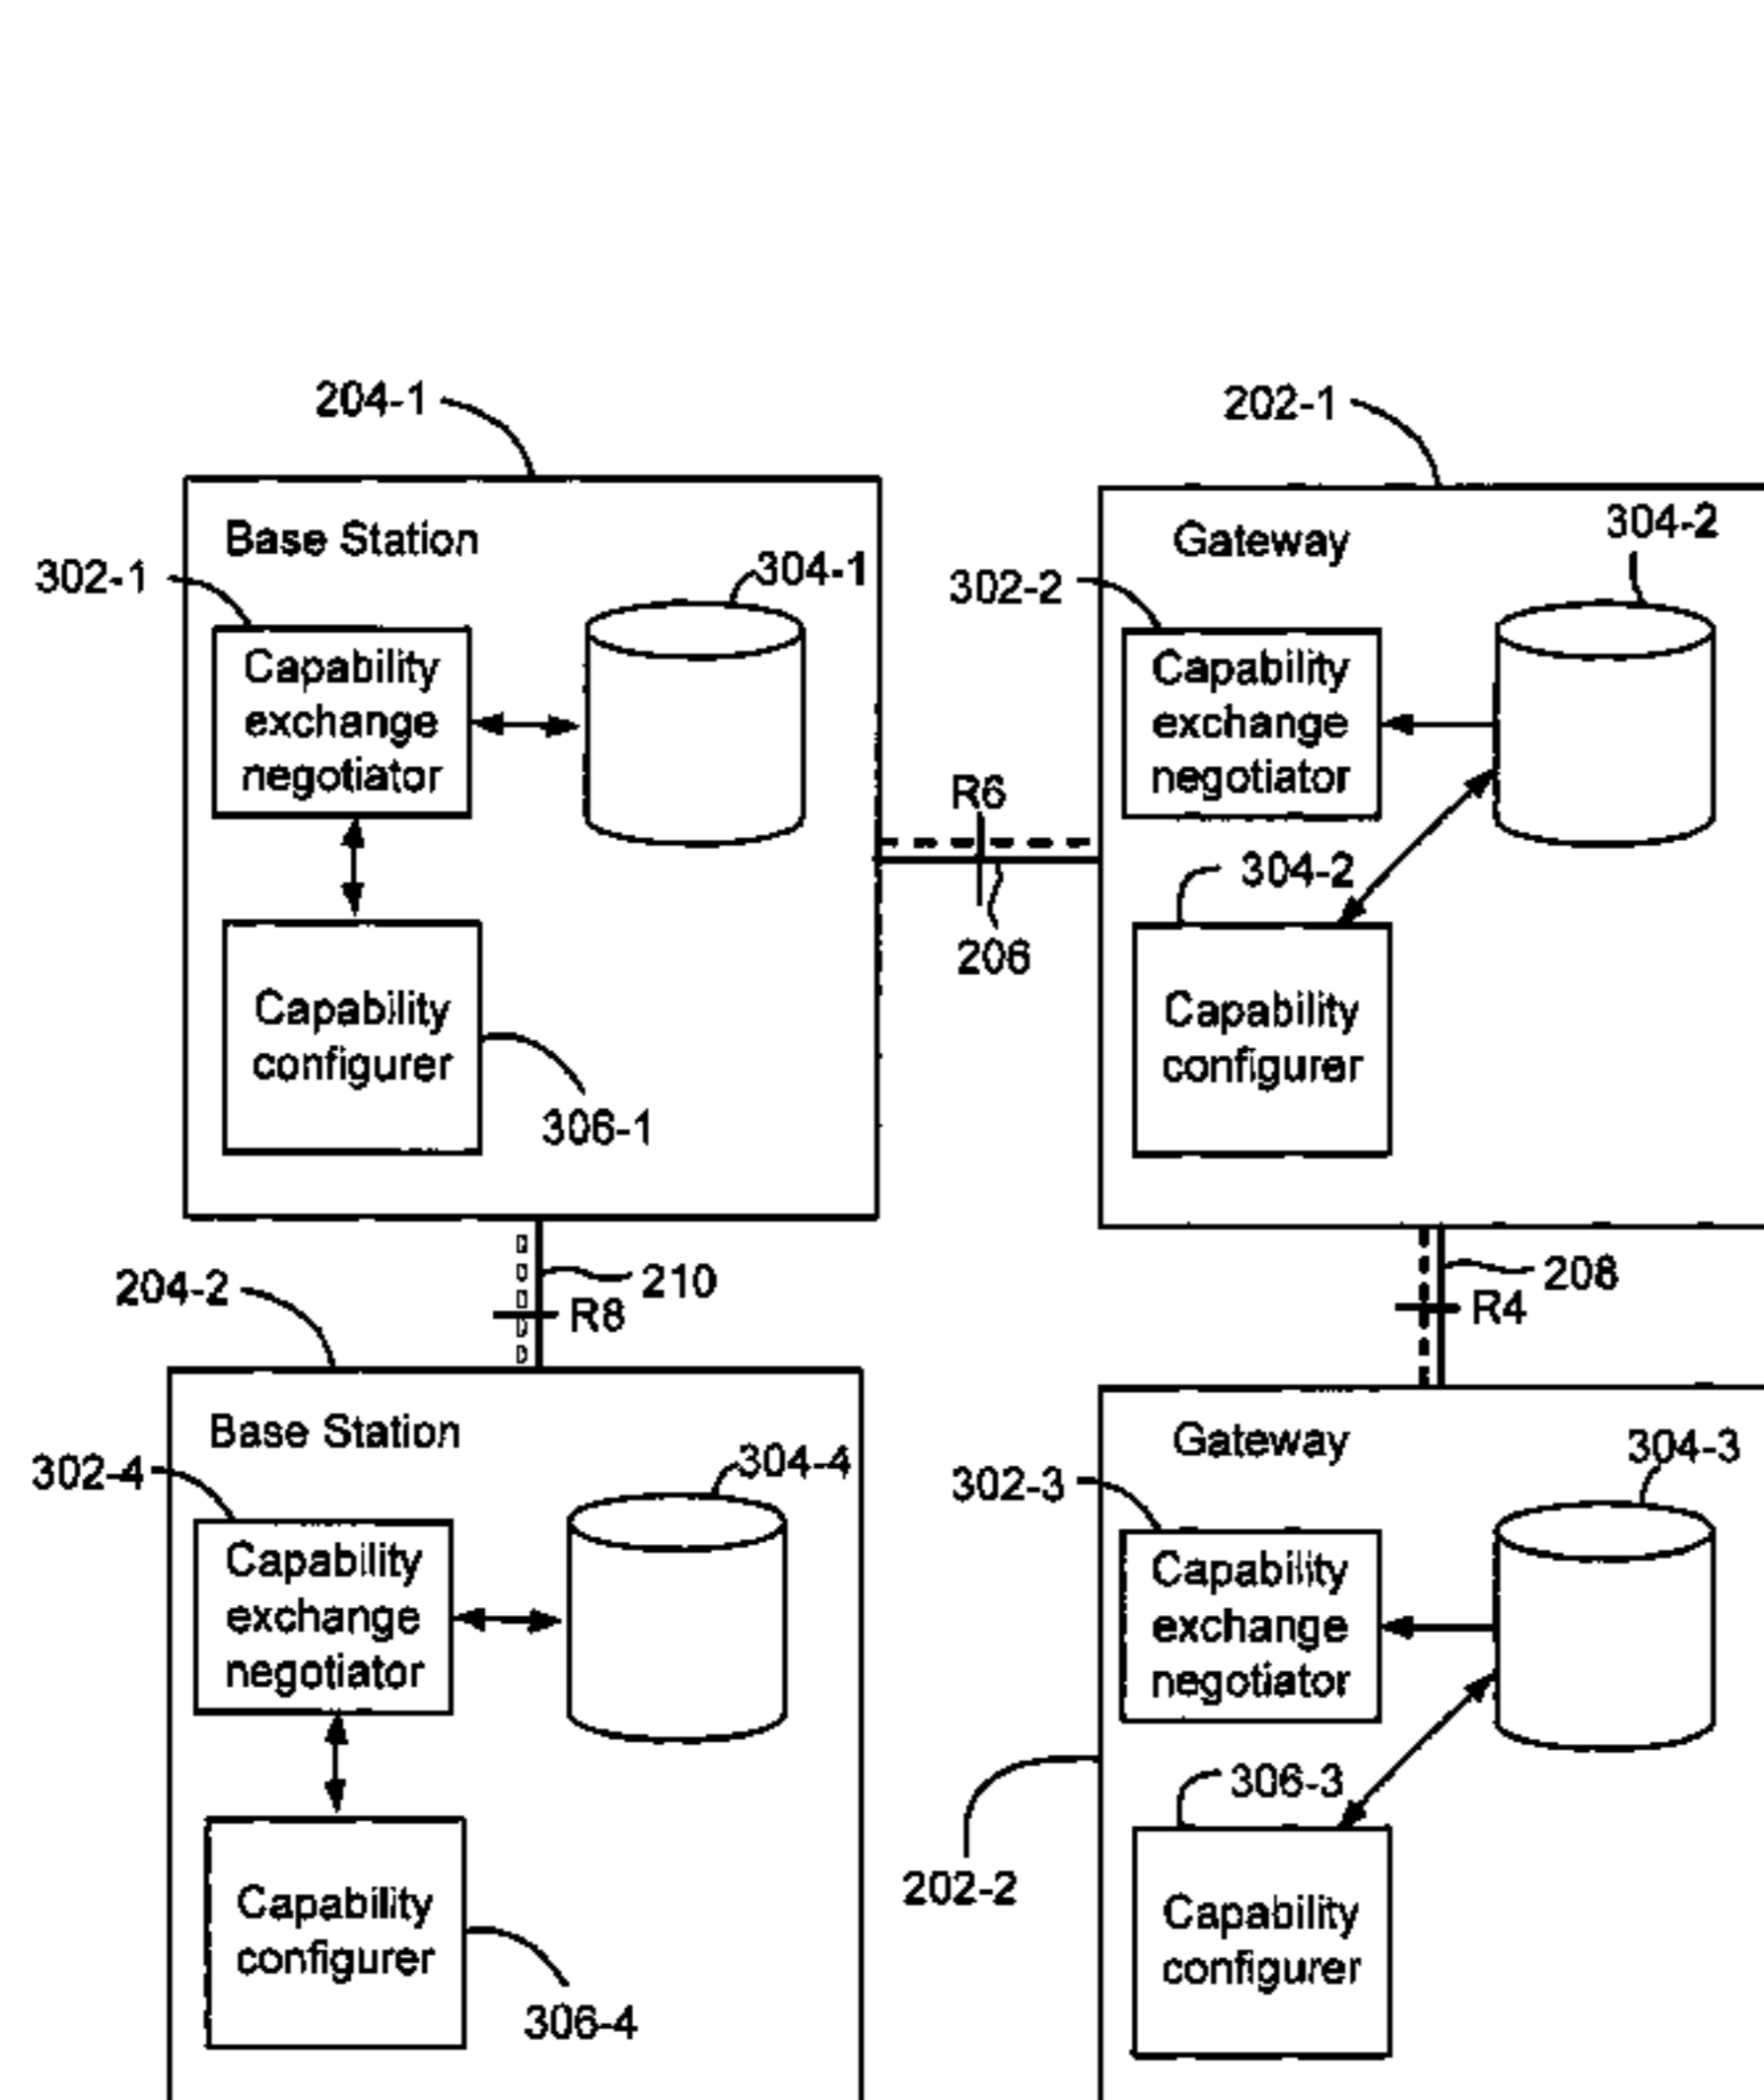 204-1
202-1
Base Station
304-1
302-1
Capability
exchange
negotiator
Capability
configurer
306-1
Gateway
304-2
302-2
Capability
exchange
negotiator
304-2
Capability
configurer
R6
206
210
R8
208
R4
204-2
Base Station
304-4
302-4
Capability
exchange
negotiator
Capability
configurer
306-4
Gateway
304-3
302-3
Capability
exchange
negotiator
306-3
Capability
configurer
202-2